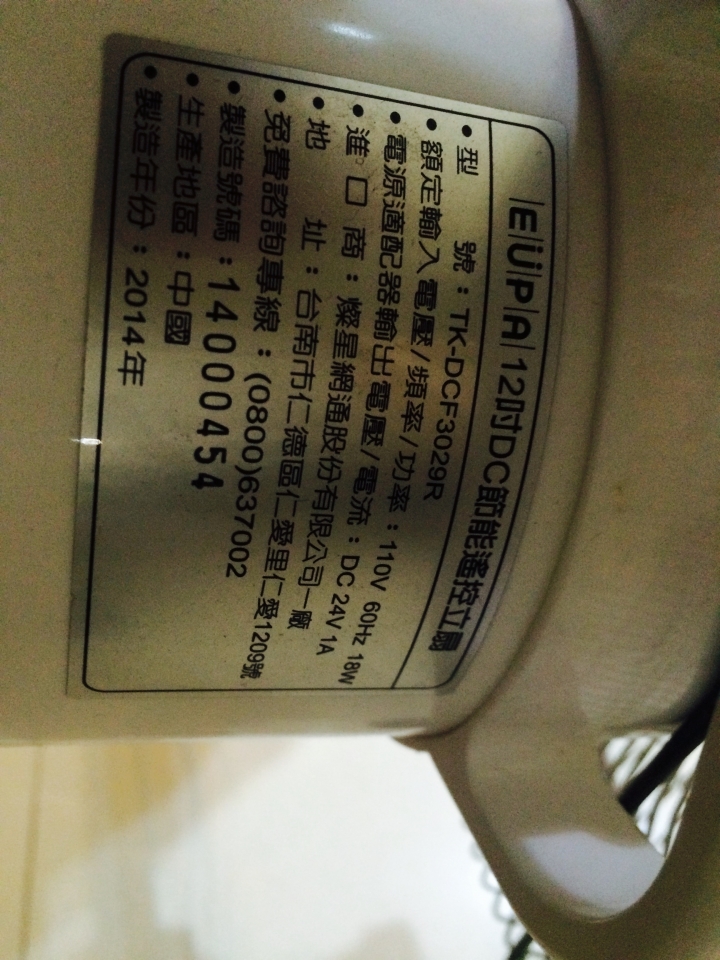 EUPA 12吋DC節能遙控立扇
•型 號：TK-DCF3029R
•額定輸入電壓/頻率/功率：110V 60Hz 18W
•電源適配器輸出電壓/電流：DC 24V 1A
•進口商：燦星網通股份有限公司一廠
•地 址：台南市仁德區仁愛里仁愛1209號
•免費諮詢專線：(0800)637002
•製造號碼：14000454
•生產地區：中國
•製造年份：2014年